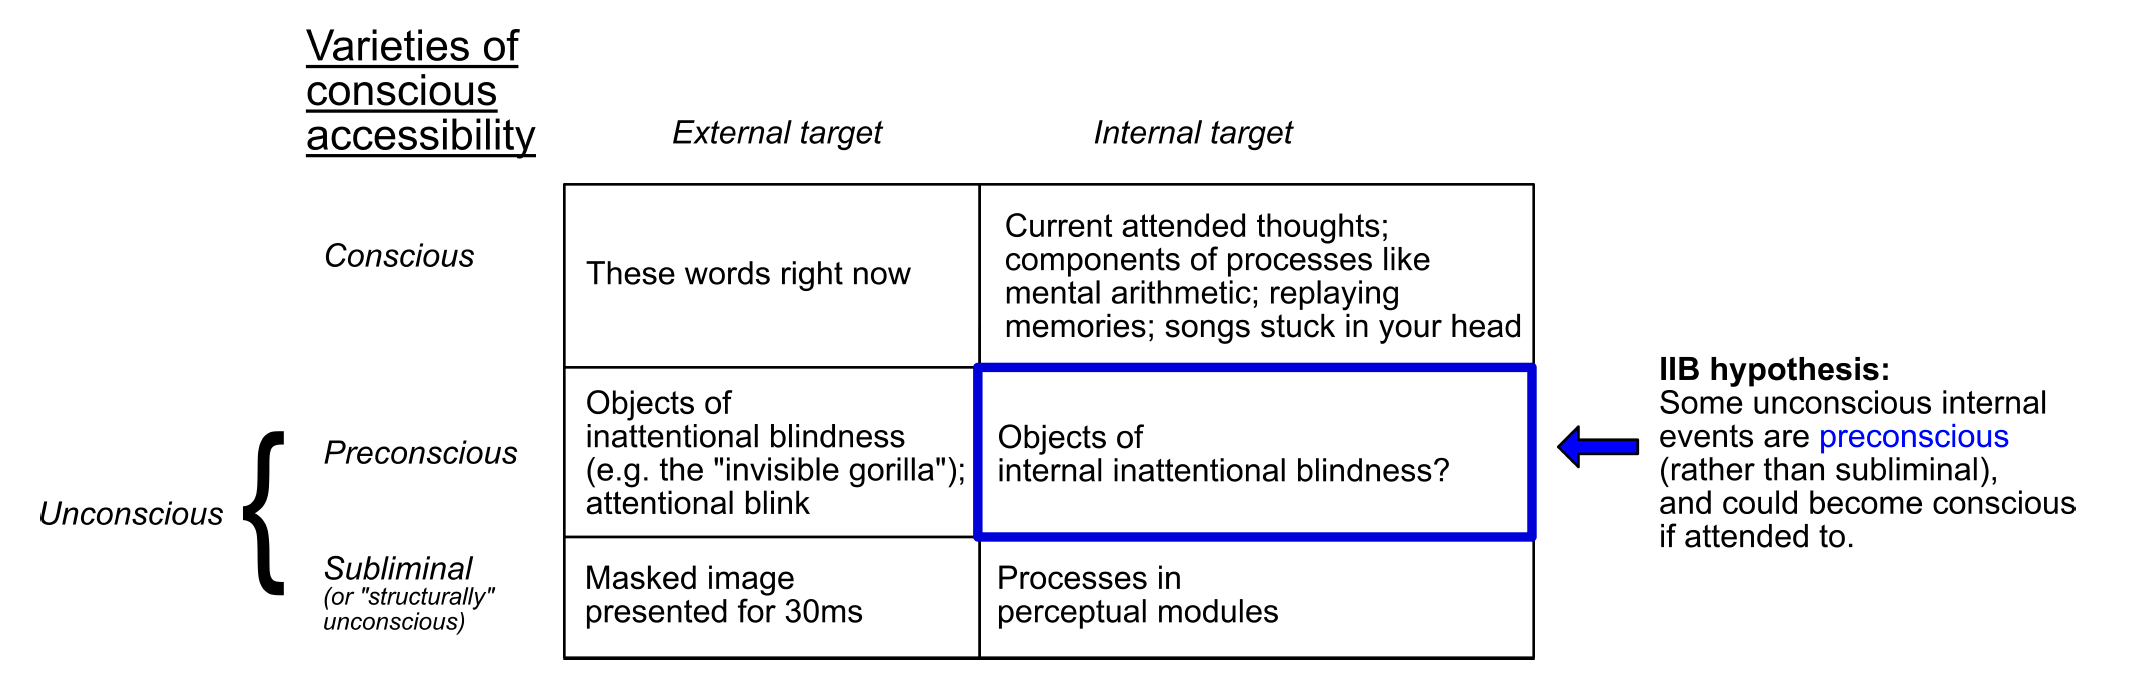 Varieties of
conscious
accessibility
External target
Internal target
Conscious
These words right now
Current attended thoughts;
components of processes like
mental arithmetic; replaying
memories; songs stuck in your head
Unconscious
Preconscious
Objects of
inattentional blindness
(e.g. the "invisible gorilla");
attentional blink
Objects of
internal inattentional blindness?
IIB hypothesis:
Some unconscious internal
events are preconscious
(rather than subliminal),
and could become conscious
if attended to.
Subliminal
(or "structurally"
unconscious)
Masked image
presented for 30ms
Processes in
perceptual modules